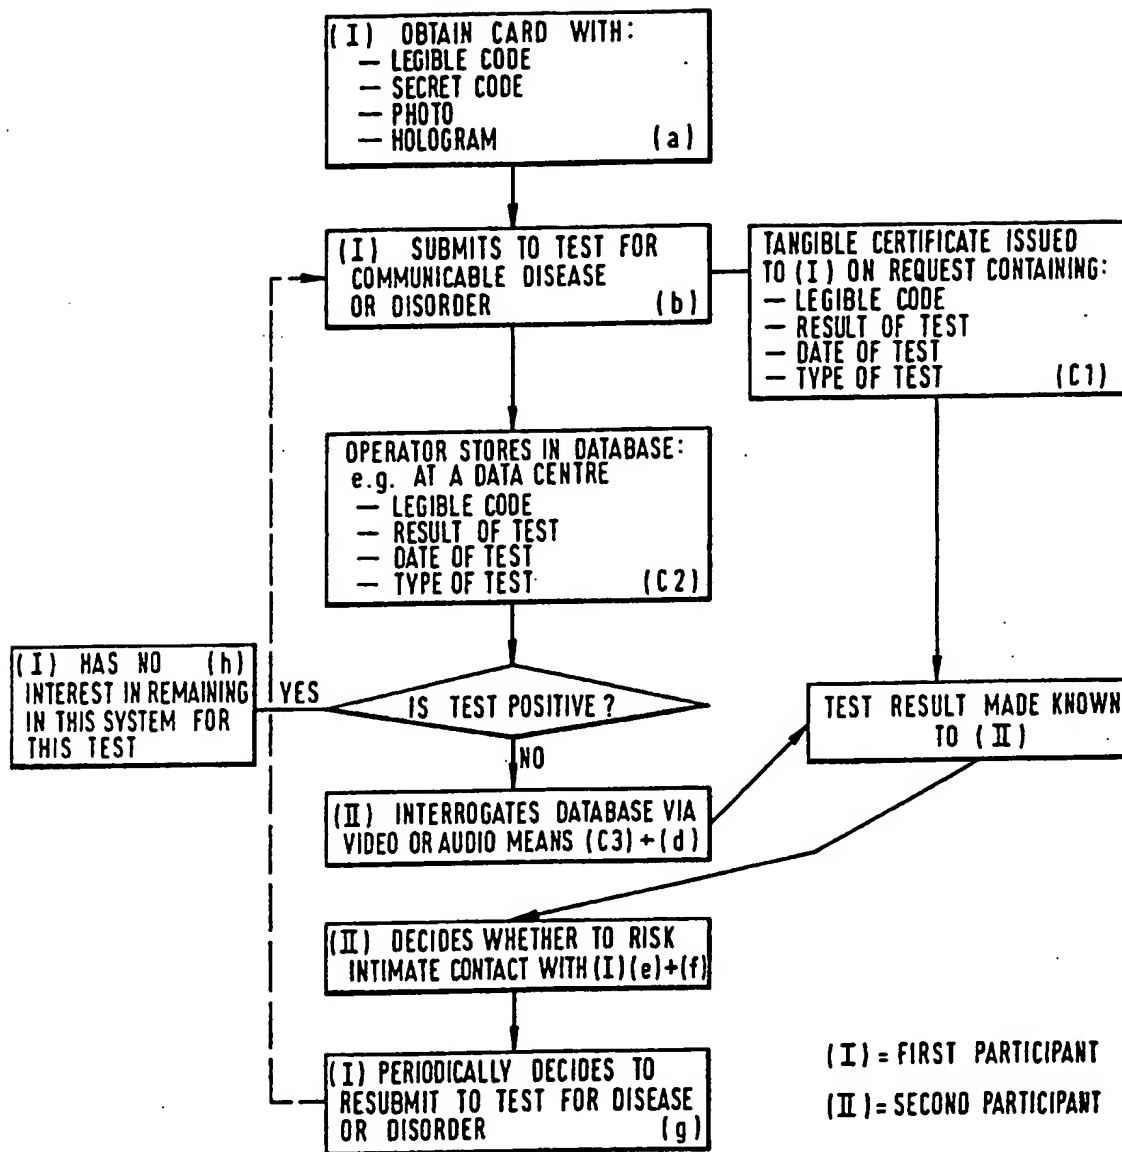 (I) OBTAIN CARD WITH:
— LEGIBLE CODE
— SECRET CODE
— PHOTO
— HOLOGRAM (a)
(I) SUBMITS TO TEST FOR
COMMUNICABLE DISEASE
OR DISORDER (b)
TANGIBLE CERTIFICATE ISSUED
TO (I) ON REQUEST CONTAINING:
— LEGIBLE CODE
— RESULT OF TEST
— DATE OF TEST
— TYPE OF TEST (C1)
OPERATOR STORES IN DATABASE:
e.g. AT A DATA CENTRE
— LEGIBLE CODE
— RESULT OF TEST
— DATE OF TEST
— TYPE OF TEST (C2)
(I) HAS NO (h)
INTEREST IN REMAINING
IN THIS SYSTEM FOR
THIS TEST
YES
IS TEST POSITIVE ?
NO
TEST RESULT MADE KNOWN
TO (II)
(II) INTERROGATES DATABASE VIA
VIDEO OR AUDIO MEANS (C3)+(d)
(II) DECIDES WHETHER TO RISK
INTIMATE CONTACT WITH (I)(e)+(f)
(I) PERIODICALLY DECIDES TO
RESUBMIT TO TEST FOR DISEASE
OR DISORDER (g)
(I) = FIRST PARTICIPANT
(II) = SECOND PARTICIPANT